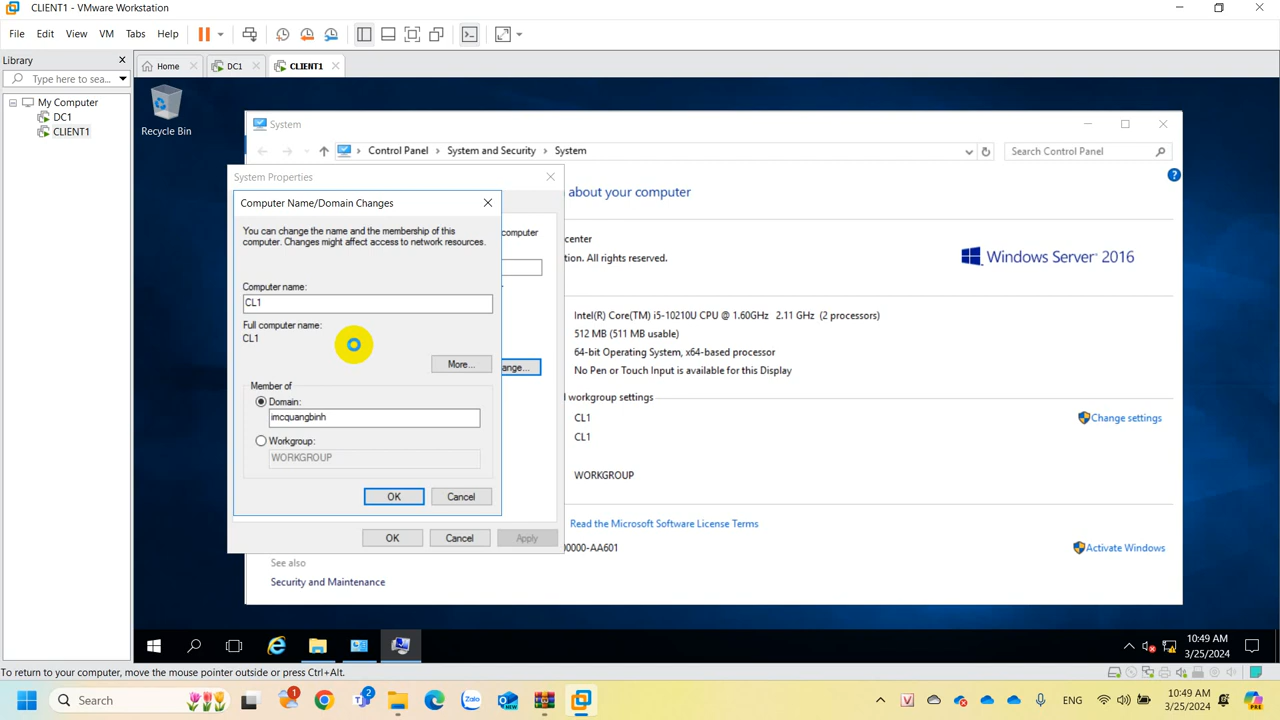 CLIENT1 - VMware Workstation
File Edit View VM Tabs Help
Library
Type here to sea...
My Computer
DC1
CLIENT1
Home
DC1
CLIENT1
Recycle Bin
System
Control Panel > System and Security > System
Search Control Panel
about your computer
center
tion. All rights reserved.
Windows Server® 2016
Intel(R) Core(TM) i5-10210U CPU @ 1.60GHz 2.11 GHz (2 processors)
512 MB (511 MB usable)
64-bit Operating System, x64-based processor
No Pen or Touch Input is available for this Display
d workgroup settings
CL1
Change settings
CL1
WORKGROUP
Read the Microsoft Software License Terms
00000-AA601
Activate Windows
See also
Security and Maintenance
System Properties
computer
ange...
OK Cancel Apply
Computer Name/Domain Changes
You can change the name and the membership of this
computer. Changes might affect access to network resources.
Computer name:
CL1
Full computer name:
CL1
More...
Member of
Domain:
imcquangbinh
Workgroup:
WORKGROUP
OK Cancel
10:49 AM
3/25/2024
To return to your computer, move the mouse pointer outside or press Ctrl+Alt.
Search
1
2
Zalo
NEW
V
ENG
10:49 AM
3/25/2024
PRE